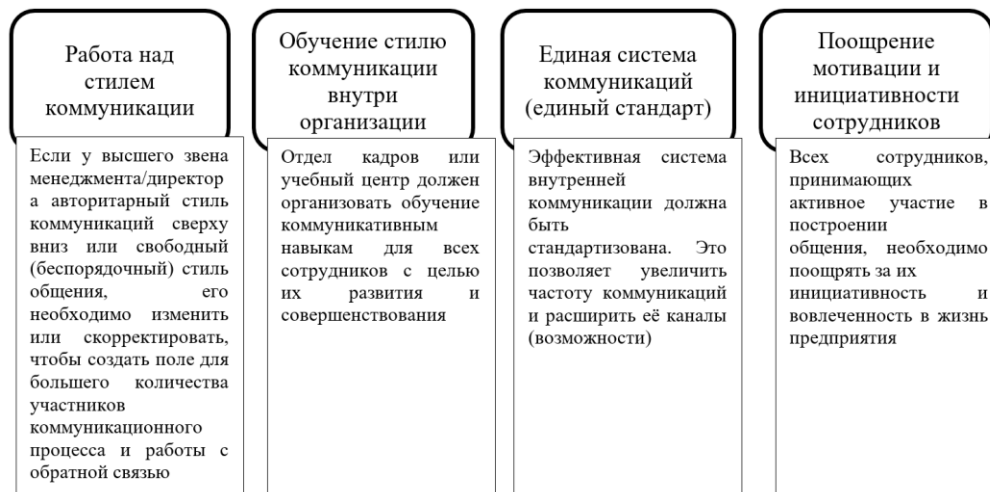 Работа над
стилем
коммуникации
Если у высшего звена
менеджмента/директор
а авторитарный стиль
коммуникаций сверху
вниз или свободный
(беспорядочный) стиль
общения, его
необходимо изменить
или скорректировать,
чтобы создать поле для
большего количества
участников
коммуникационного
процесса и работы с
обратной связью
Обучение стилю
коммуникации
внутри
организации
Отдел кадров или
учебный центр должен
организовать обучение
коммуникативным
навыкам для всех
сотрудников с целью
их развития и
совершенствования
Единая система
коммуникаций
(единый стандарт)
Эффективная система
внутренней
коммуникации должна
быть
стандартизована. Это
позволяет увеличить
частоту коммуникаций
и расширить её каналы
(возможности)
Поощрение
мотивации и
инициативности
сотрудников
Всех сотрудников,
принимающих
активное участие в
построении
общения, необходимо
поощрять за их
инициативность и
вовлеченность в жизнь
предприятия